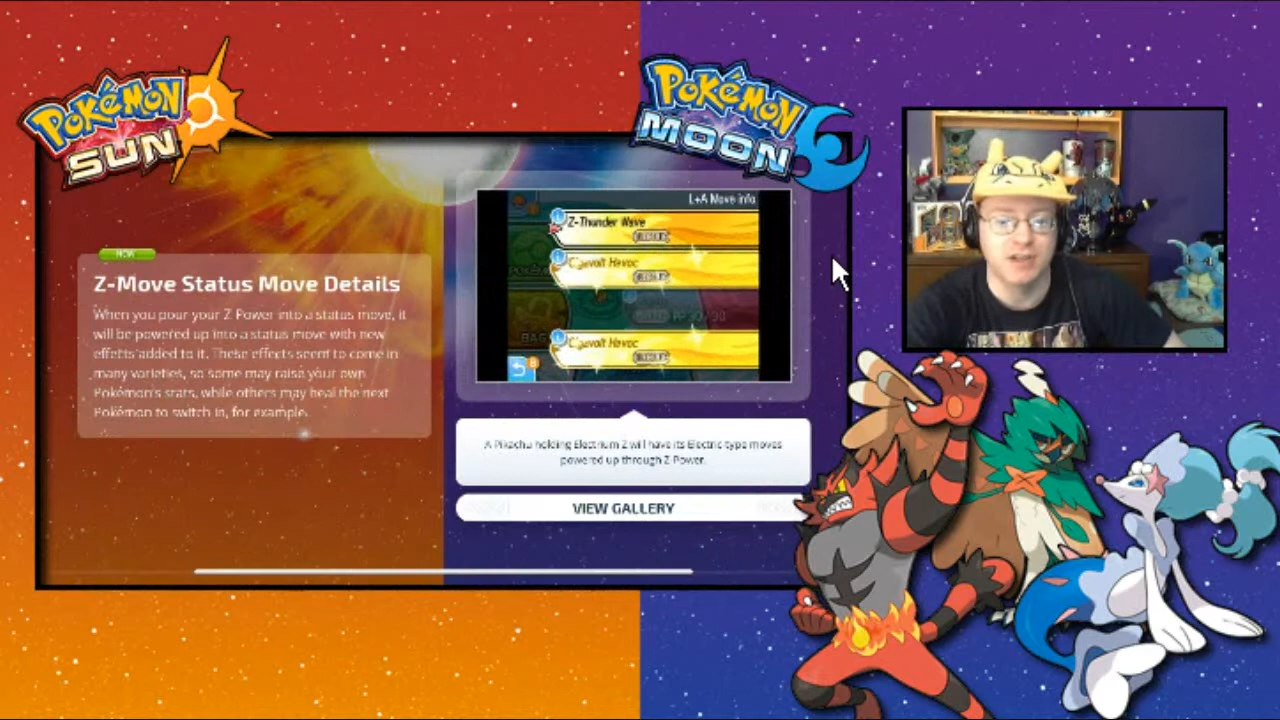 POKéMON
SUN
POKéMON
MOON
NEW
Z-Move Status Move Details
When you pour your Z Power into a status move, it
will be powered up into a status move with new
effects added to it. These effects seem to come in
many varieties, so some may raise your own
Pokémon's stats, while others may heal the next
Pokémon to switch in, for example.
L+A Move info
Z-Thunder Wave
Gigavolt Havoc
BAG
Gigavolt Havoc
A Pikachu holding Electrium Z will have its Electric-type moves
powered up through Z-Power.
VIEW GALLERY